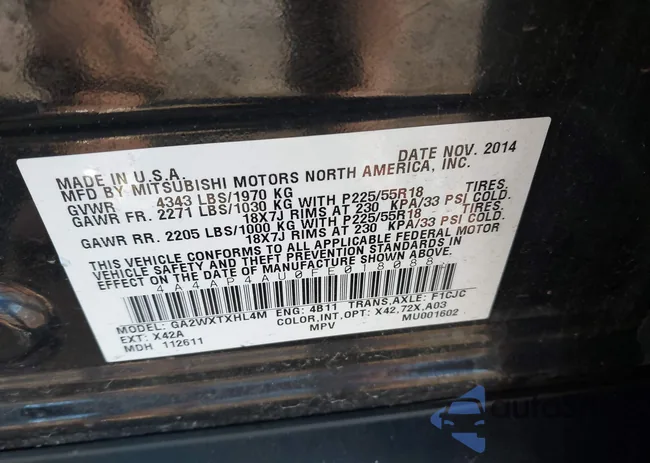 MADE IN U.S.A. DATE NOV. 2014
MFD BY MITSUBISHI MOTORS NORTH AMERICA, INC.
GVWR 4343 LBS/1970 KG
GAWR FR. 2271 LBS/1030 KG WITH P225/55R18 TIRES.
18X7J RIMS AT 230 KPA/33 PSI COLD.
GAWR RR. 2205 LBS/1000 KG WITH P225/55R18 TIRES.
18X7J RIMS AT 230 KPA/33 PSI COLD.
THIS VEHICLE CONFORMS TO ALL APPLICABLE FEDERAL MOTOR
VEHICLE SAFETY AND THEFT PREVENTION STANDARDS IN
EFFECT ON THE DATE OF MANUFACTURE SHOWN ABOVE.
4A4AP4AU0FE018088
MODEL: GA2WXTXHL4M ENG: 4B11 TRANS,AXLE: F1CJC
EXT: X42A COLOR,INT,OPT: X42,72X,A03
MDH 112611 MPV MU001602